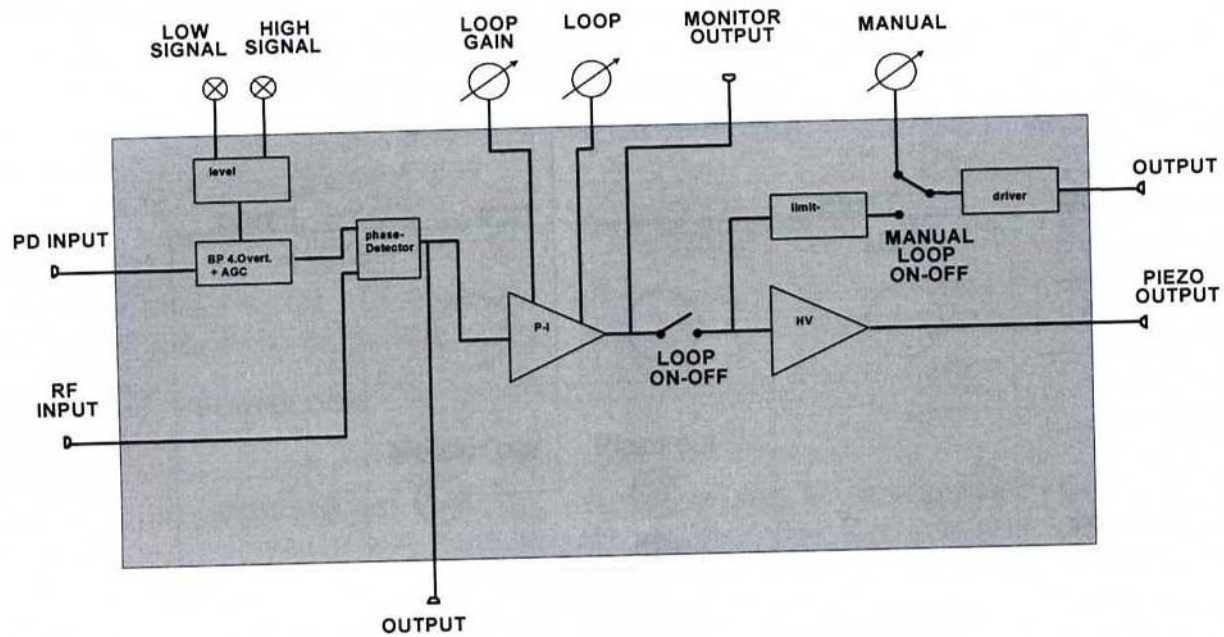 LOW
SIGNAL
HIGH
SIGNAL
LOOP
GAIN
LOOP
MONITOR
OUTPUT
MANUAL
level
PD INPUT
BP 4.Overt.
+ AGC
phase-
Detector
limit-
driver
OUTPUT
MANUAL
LOOP
ON-OFF
P-I
HV
PIEZO
OUTPUT
LOOP
ON-OFF
RF
INPUT
OUTPUT